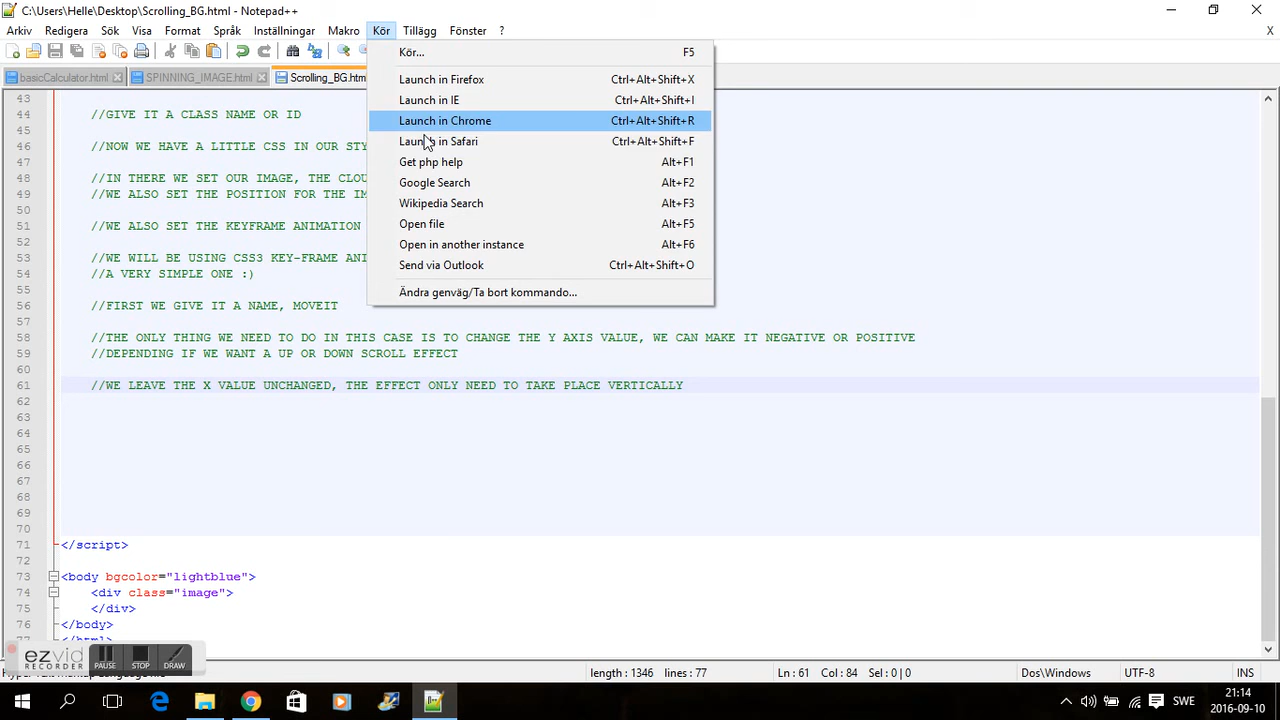 C:\Users\Helle\Desktop\Scrolling_BG.html - Notepad++
Arkiv Redigera Sök Visa Format Språk Inställningar Makro Kör Tillägg Fönster ? X
basicCalculator.html SPINNING_IMAGE.html Scrolling_BG.htm
Kör... F5
Launch in Firefox Ctrl+Alt+Shift+X
Launch in IE Ctrl+Alt+Shift+I
Launch in Chrome Ctrl+Alt+Shift+R
Launch in Safari Ctrl+Alt+Shift+F
Get php help Alt+F1
Google Search Alt+F2
Wikipedia Search Alt+F3
Open file Alt+F5
Open in another instance Alt+F6
Send via Outlook Ctrl+Alt+Shift+O
Ändra genväg/Ta bort kommando...
43
44 //GIVE IT A CLASS NAME OR ID
45
46 //NOW WE HAVE A LITTLE CSS IN OUR STY
47
48 //IN THERE WE SET OUR IMAGE, THE CLOU
49 //WE ALSO SET THE POSITION FOR THE IM
50
51 //WE ALSO SET THE KEYFRAME ANIMATION
52
53 //WE WILL BE USING CSS3 KEY-FRAME ANI
54 //A VERY SIMPLE ONE :)
55
56 //FIRST WE GIVE IT A NAME, MOVEIT
57
58 //THE ONLY THING WE NEED TO DO IN THIS CASE IS TO CHANGE THE Y AXIS VALUE, WE CAN MAKE IT NEGATIVE OR POSITIVE
59 //DEPENDING IF WE WANT A UP OR DOWN SCROLL EFFECT
60
61 //WE LEAVE THE X VALUE UNCHANGED, THE EFFECT ONLY NEED TO TAKE PLACE VERTICALLY
62
63
64
65
66
67
68
69
70
71 </script>
72
73 <body bgcolor="lightblue">
74 <div class="image">
75 </div>
76 </body>
77 </html>
ezvid
RECORDER
PAUSE STOP DRAW
length : 1346 lines : 77 Ln : 61 Col : 84 Sel : 0 | 0 Dos\Windows UTF-8 INS
SWE
21:14
2016-09-10